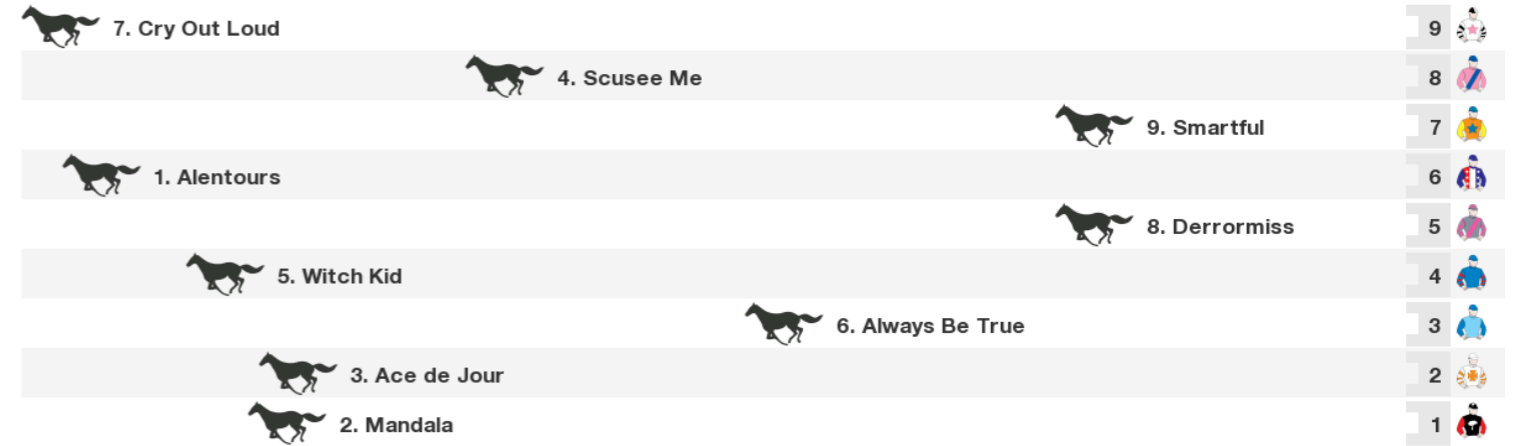 7. Cry Out Loud 9
4. Scusee Me 8
9. Smartful 7
1. Alentours 6
8. Derrormiss 5
5. Witch Kid 4
6. Always Be True 3
3. Ace de Jour 2
2. Mandala 1